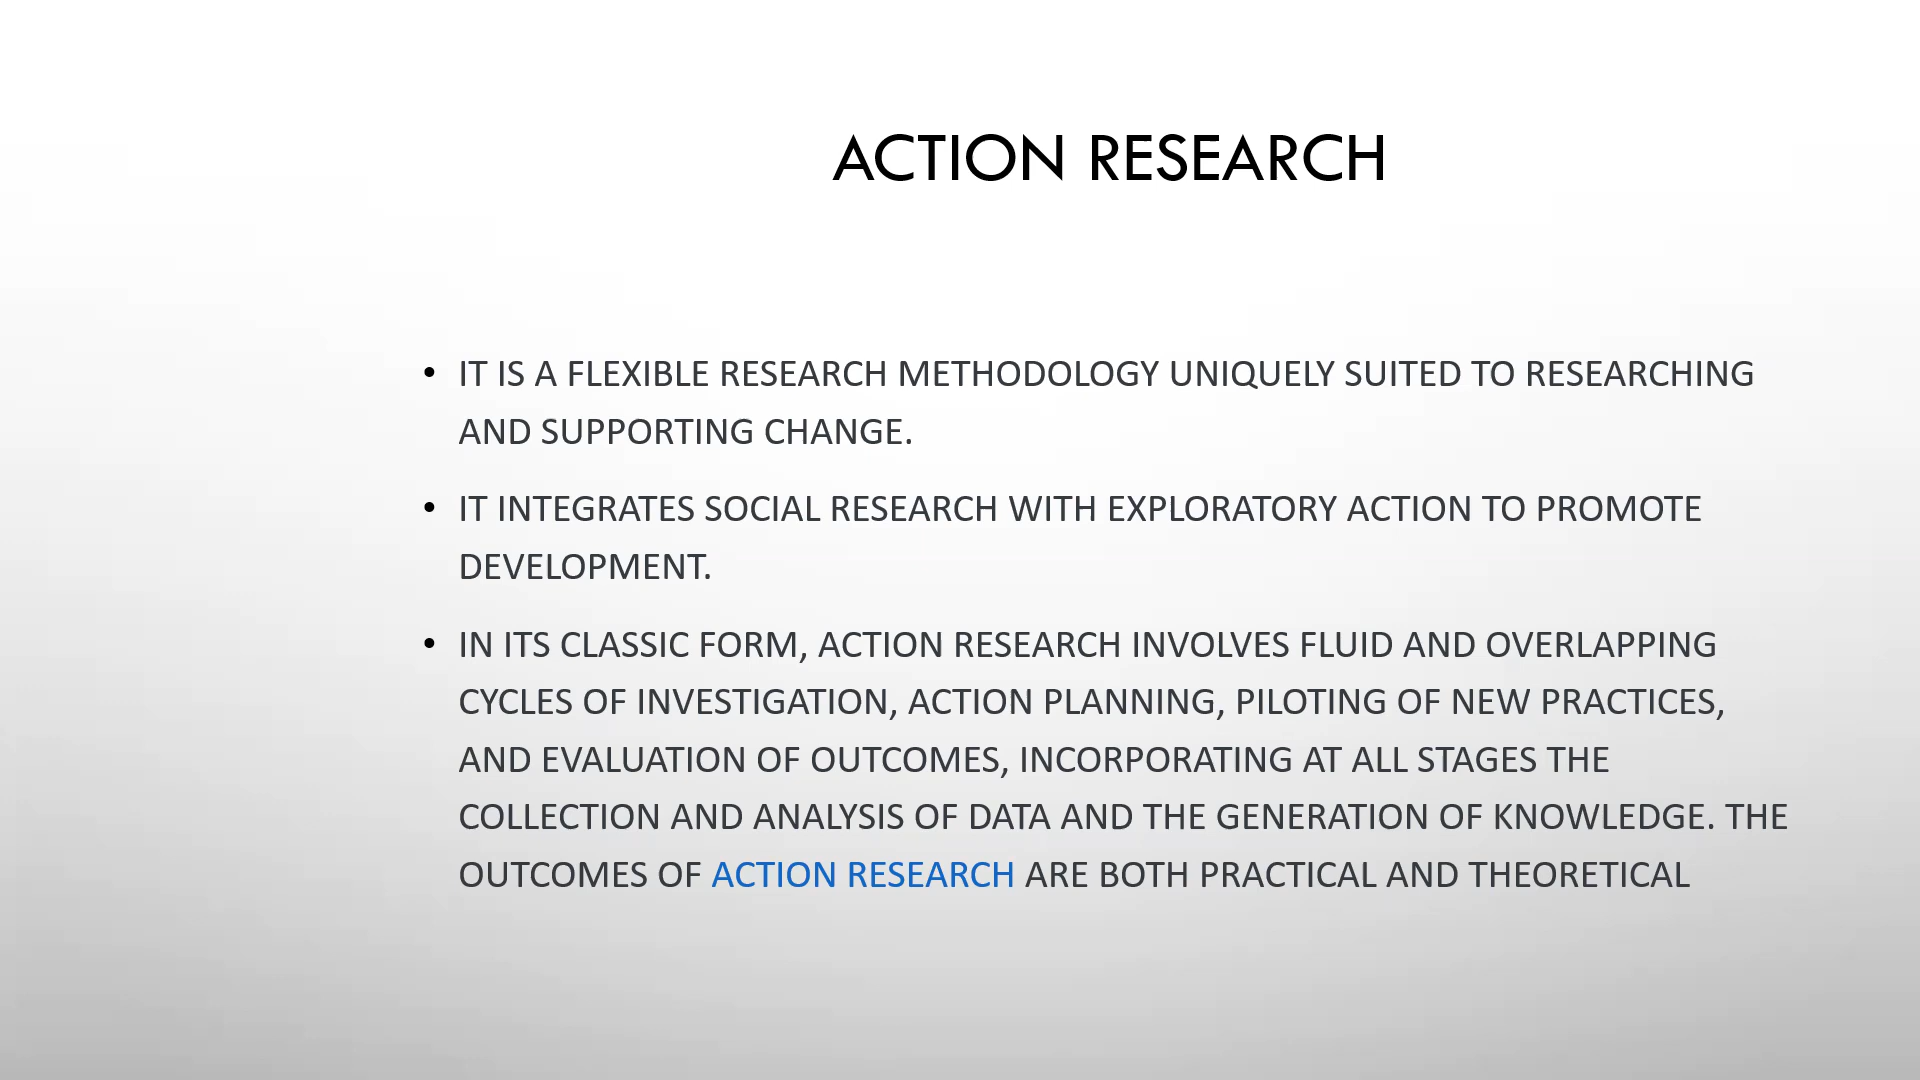 ACTION RESEARCH
• IT IS A FLEXIBLE RESEARCH METHODOLOGY UNIQUELY SUITED TO RESEARCHING
AND SUPPORTING CHANGE.
• IT INTEGRATES SOCIAL RESEARCH WITH EXPLORATORY ACTION TO PROMOTE
DEVELOPMENT.
• IN ITS CLASSIC FORM, ACTION RESEARCH INVOLVES FLUID AND OVERLAPPING
CYCLES OF INVESTIGATION, ACTION PLANNING, PILOTING OF NEW PRACTICES,
AND EVALUATION OF OUTCOMES, INCORPORATING AT ALL STAGES THE
COLLECTION AND ANALYSIS OF DATA AND THE GENERATION OF KNOWLEDGE. THE
OUTCOMES OF ACTION RESEARCH ARE BOTH PRACTICAL AND THEORETICAL